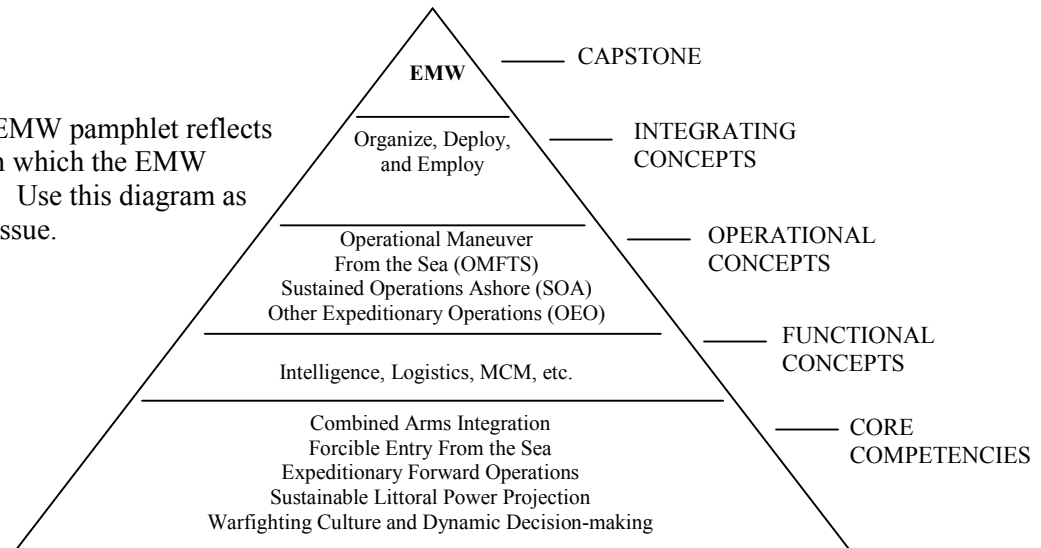 EMW
CAPSTONE
EMW pamphlet reflects
which the EMW
Use this diagram as
Organize, Deploy,
and Employ
INTEGRATING
CONCEPTS
Operational Maneuver
From the Sea (OMFTS)
Sustained Operations Ashore (SOA)
Other Expeditionary Operations (OEO)
OPERATIONAL
CONCEPTS
Intelligence, Logistics, MCM, etc.
FUNCTIONAL
CONCEPTS
Combined Arms Integration
Forcible Entry From the Sea
Expeditionary Forward Operations
Sustainable Littoral Power Projection
Warfighting Culture and Dynamic Decision-making
CORE
COMPETENCIES